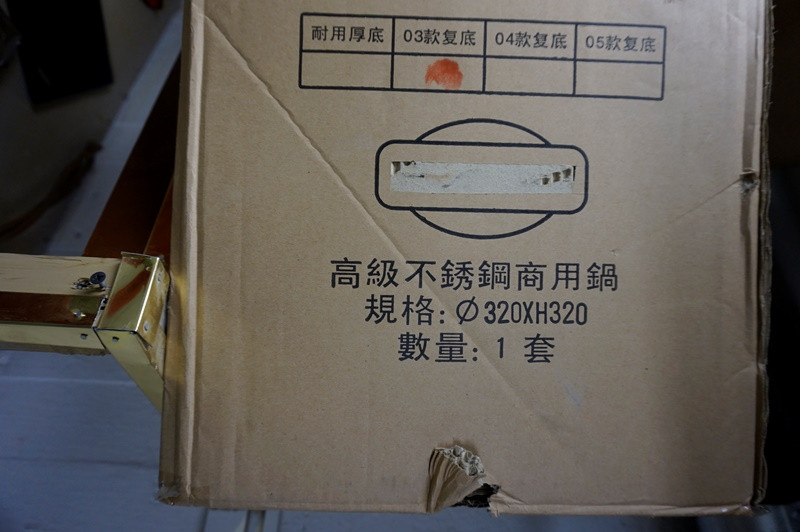 耐用厚底 03款复底 04款复底 05款复底
高級不銹鋼商用鍋
規格: Ø320XH320
數量: 1 套